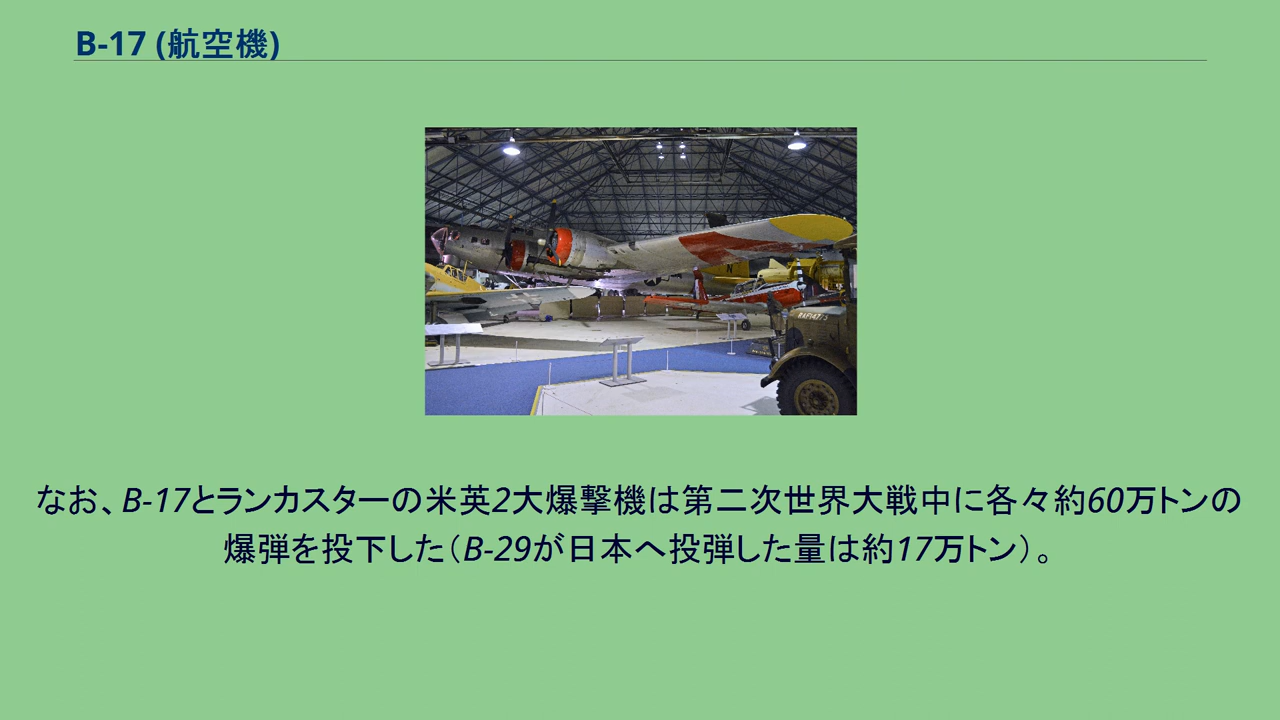 B-17 (航空機)
N
RAF1147/3
なお、B-17とランカスターの米英2大爆撃機は第二次世界大戦中に各々約60万トンの
爆弾を投下した（B-29が日本へ投弾した量は約17万トン）。